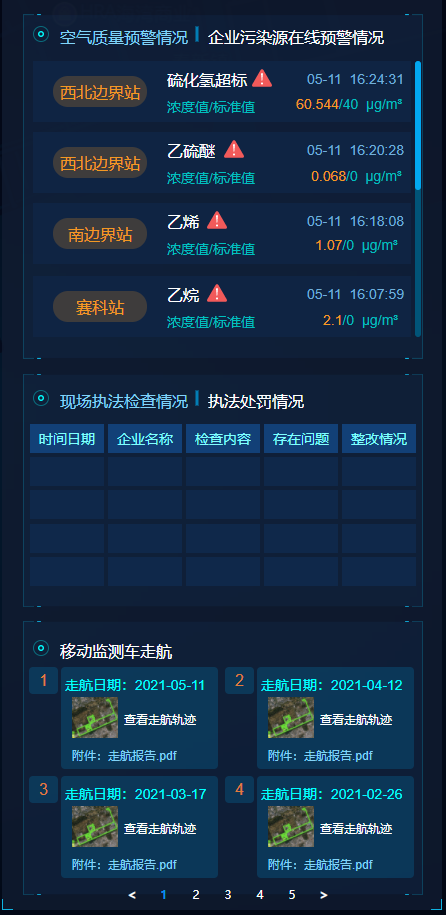 空气质量预警情况 企业污染源在线预警情况
西北边界站 硫化氢超标 05-11 16:24:31
浓度值/标准值 60.544/40 μg/m³
西北边界站 乙硫醚 05-11 16:20:28
浓度值/标准值 0.068/0 μg/m³
南边界站 乙烯 05-11 16:18:08
浓度值/标准值 1.07/0 μg/m³
赛科站 乙烷 05-11 16:07:59
浓度值/标准值 2.1/0 μg/m³
现场执法检查情况 执法处罚情况
时间日期 企业名称 检查内容 存在问题 整改情况
移动监测车走航
1 走航日期：2021-05-11
查看走航轨迹
附件：走航报告.pdf
2 走航日期：2021-04-12
查看走航轨迹
附件：走航报告.pdf
3 走航日期：2021-03-17
查看走航轨迹
附件：走航报告.pdf
4 走航日期：2021-02-26
查看走航轨迹
附件：走航报告.pdf
< 1 2 3 4 5 >